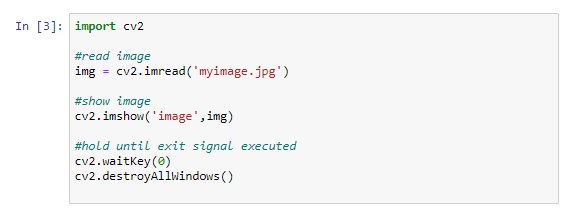 In [3]: import cv2
#read image
img = cv2.imread('myimage.jpg')
#show image
cv2.imshow('image',img)
#hold until exit signal executed
cv2.waitKey(0)
cv2.destroyAllWindows()